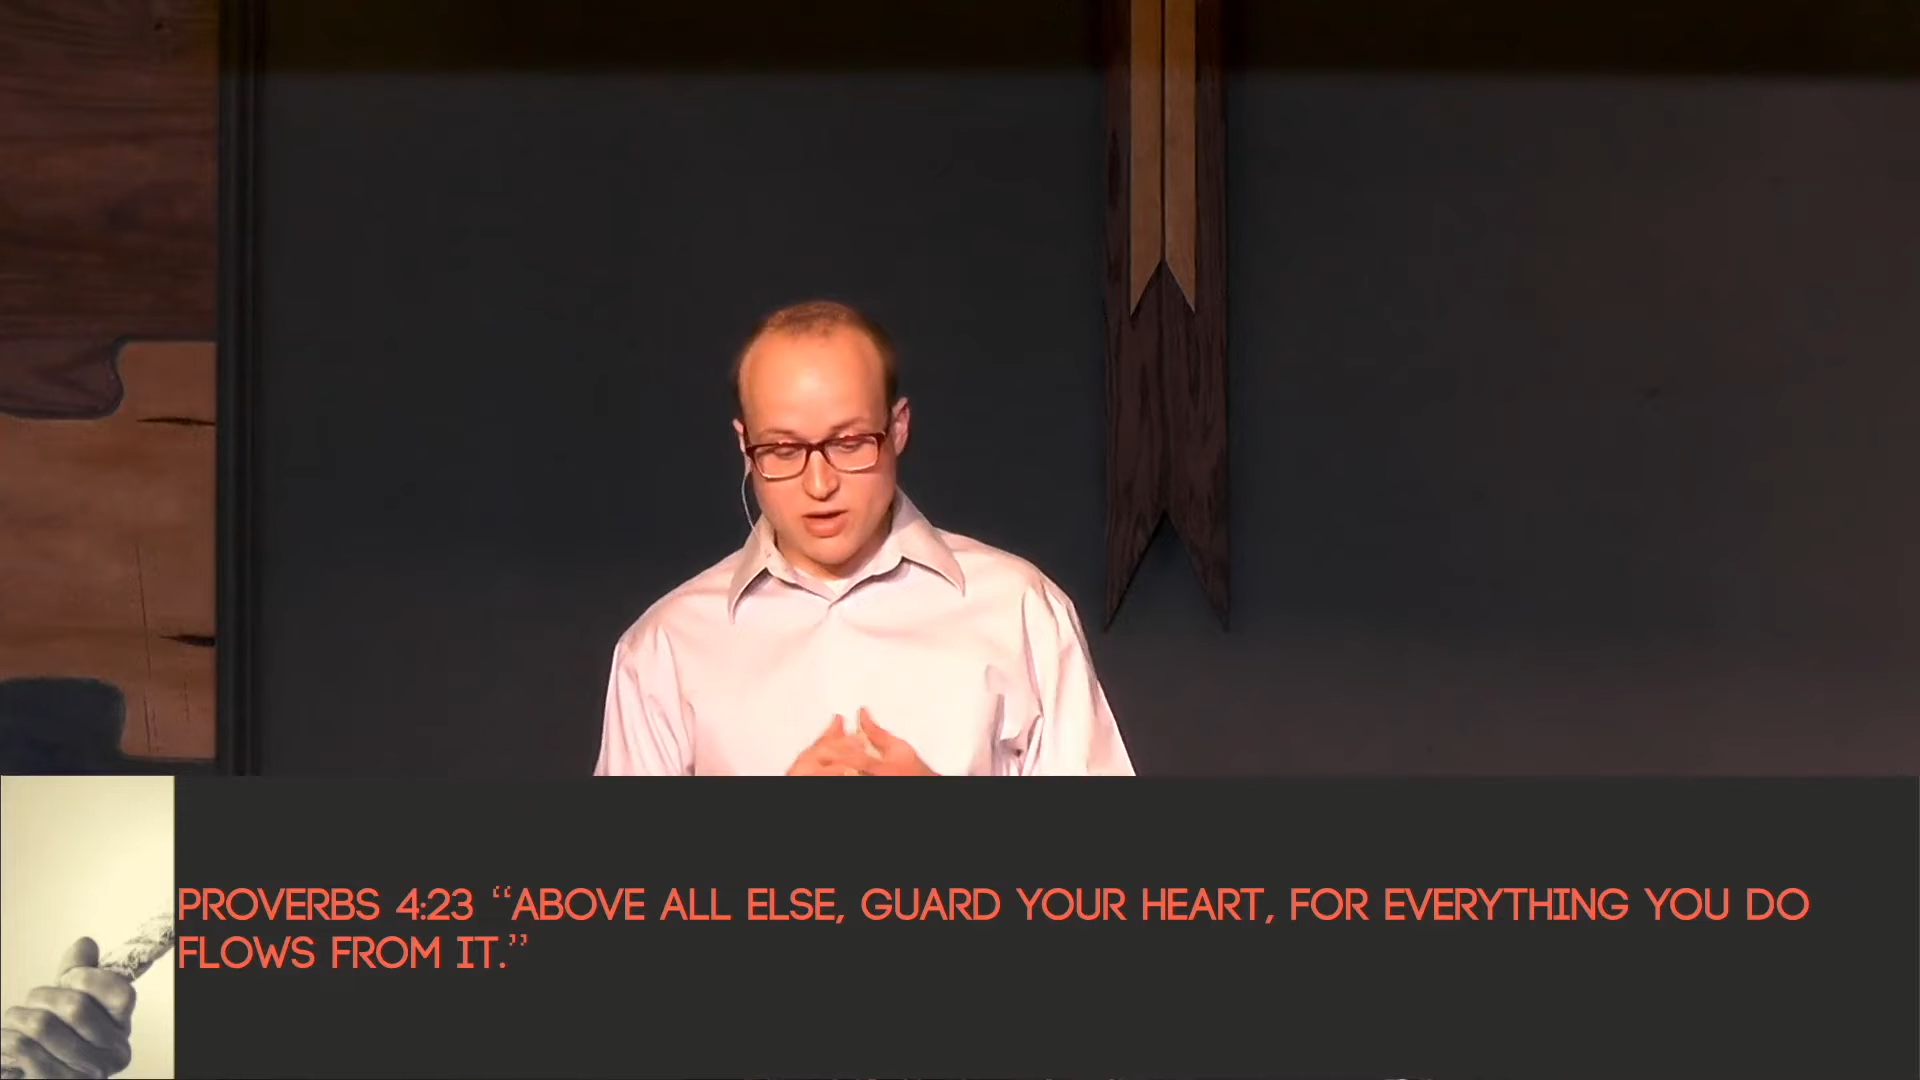 PROVERBS 4:23 “ABOVE ALL ELSE, GUARD YOUR HEART, FOR EVERYTHING YOU DO
FLOWS FROM IT.”